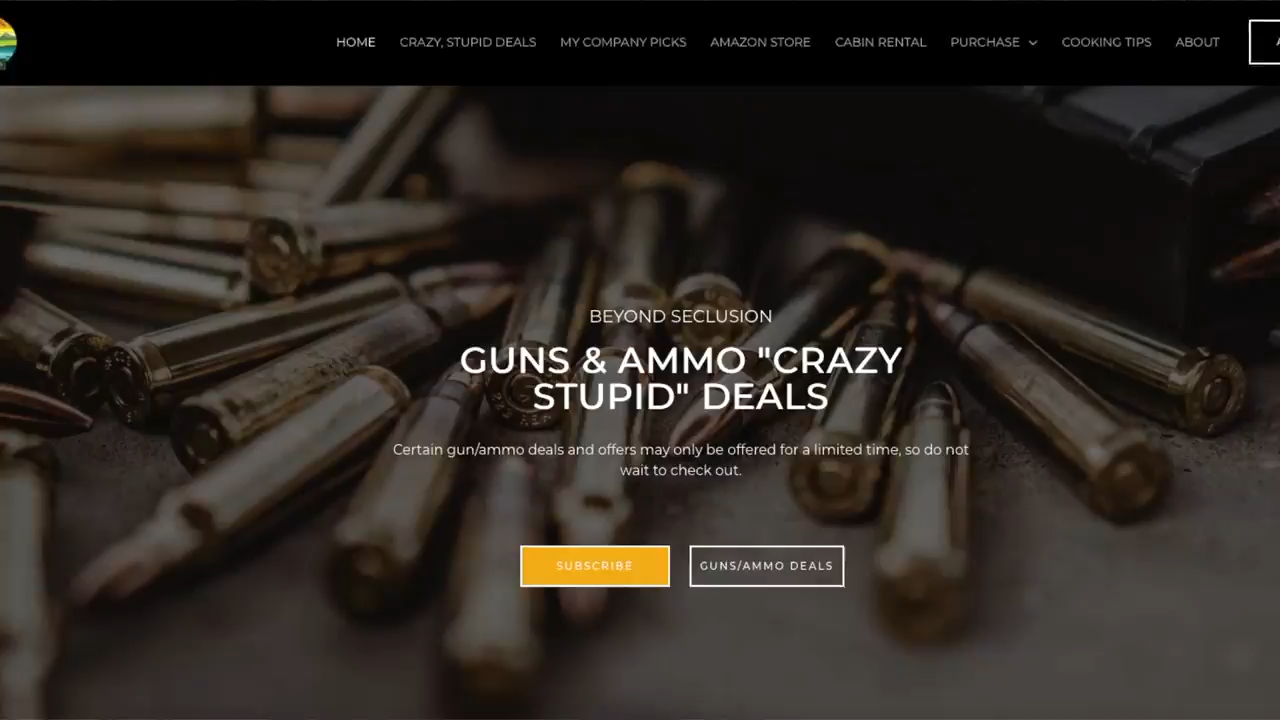 HOME CRAZY, STUPID DEALS MY COMPANY PICKS AMAZON STORE CABIN RENTAL PURCHASE COOKING TIPS ABOUT
BEYOND SECLUSION
GUNS & AMMO "CRAZY
STUPID" DEALS
Certain gun/ammo deals and offers may only be offered for a limited time, so do not
wait to check out.
SUBSCRIBE GUNS/AMMO DEALS